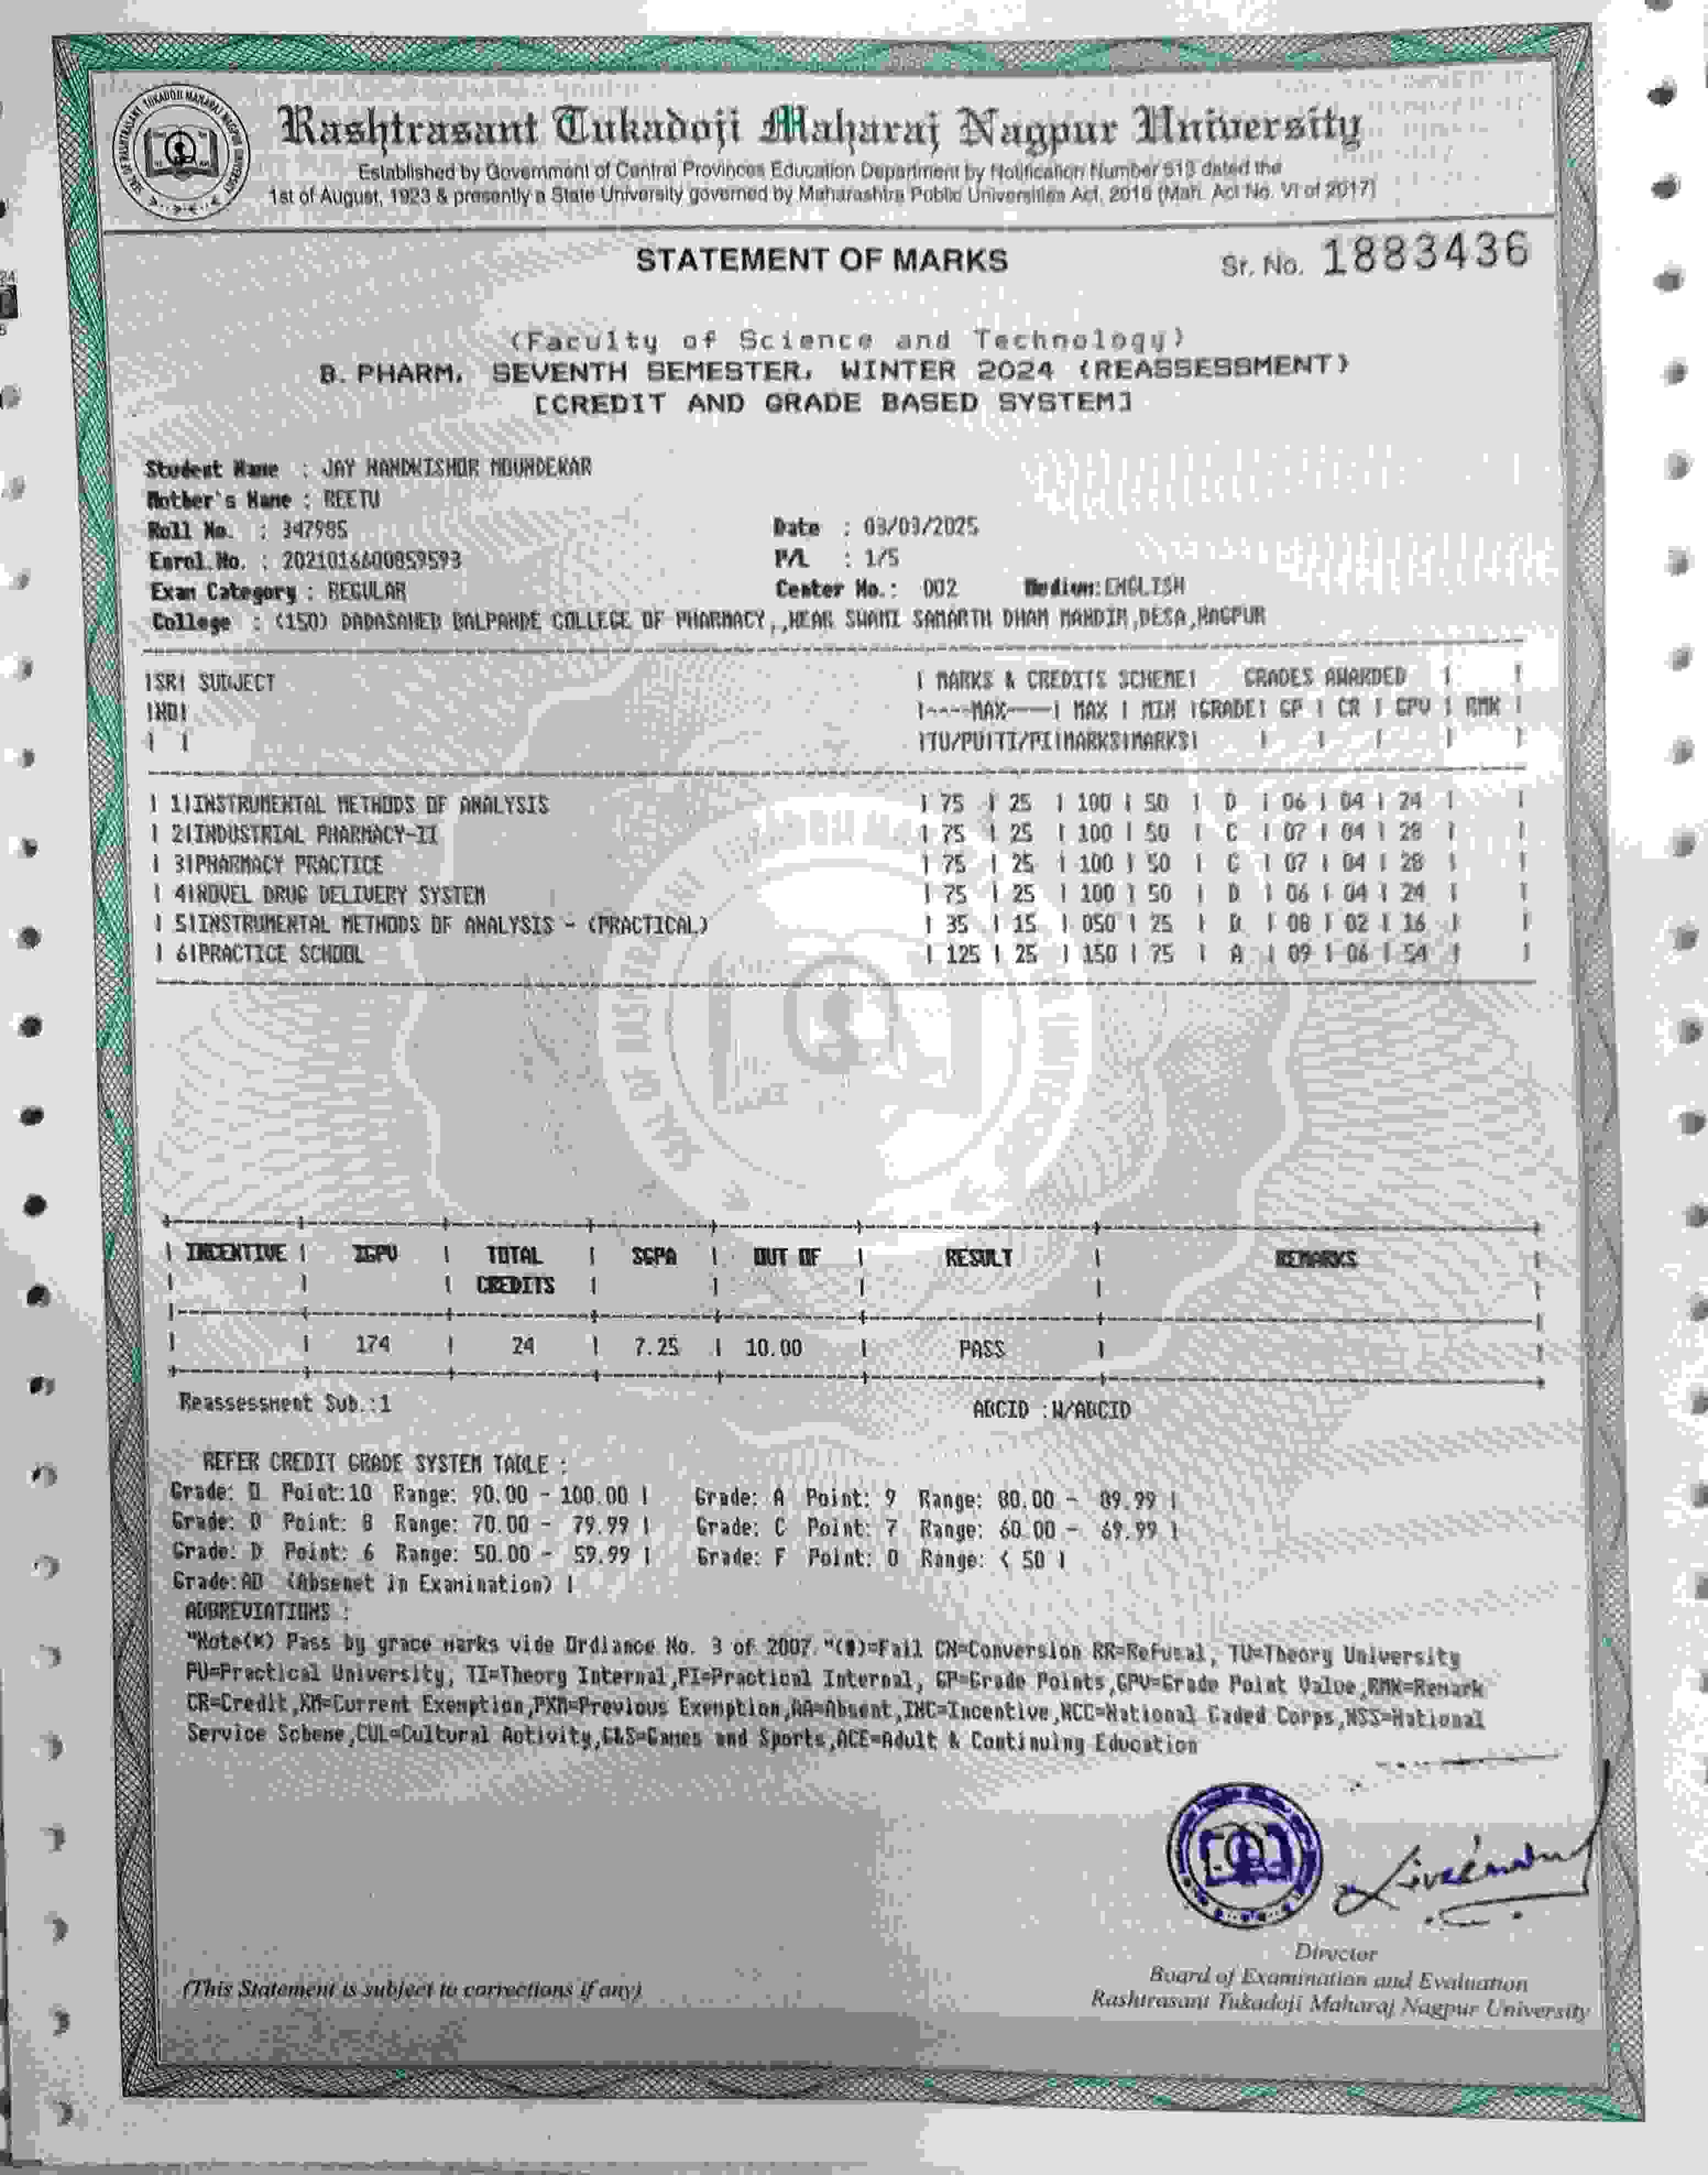 Rashtrasant Tukadoji Maharaj Nagpur University
Established by Government of Central Provinces Education Department by Notification Number 513 dated the
1st of August, 1923 & presently a State University governed by Maharashtra Public Universities Act, 2016 (Mah. Act No. VI of 2017)
STATEMENT OF MARKS
Sr. No. 1883436
(Faculty of Science and Technology)
B. PHARM. SEVENTH SEMESTER, WINTER 2024 (REASSESSMENT)
[CREDIT AND GRADE BASED SYSTEM]
Student Name : JAY NANDKISHOR MOUNDEKAR
Mother's Name : REETU
Roll No. : 347985 Date : 03/03/2025
Enrol.No. : P/L : 1/5
Exam Category : REGULAR Center No.: 002 Medium:ENGLISH
College : (150) DADASAHEB BALPANDE COLLEGE OF PHARMACY,,NEAR SWAMI SAMARTH DHAM MANDIR,BESA,NAGPUR
|SR| SUBJECT | MARKS & CREDITS SCHEME| GRADES AWARDED | |
|NO| |----MAX----| MAX | MIN |GRADE| GP | CR | GPV | RMK |
| | |TU/PU|TI/PI|MARKS|MARKS| | | | | |
| 1|INSTRUMENTAL METHODS OF ANALYSIS | 75 | 25 | 100 | 50 | D | 06 | 04 | 24 | |
| 2|INDUSTRIAL PHARMACY-II | 75 | 25 | 100 | 50 | C | 07 | 04 | 28 | |
| 3|PHARMACY PRACTICE | 75 | 25 | 100 | 50 | C | 07 | 04 | 28 | |
| 4|NOVEL DRUG DELIVERY SYSTEM | 75 | 25 | 100 | 50 | D | 06 | 04 | 24 | |
| 5|INSTRUMENTAL METHODS OF ANALYSIS - (PRACTICAL) | 35 | 15 | 050 | 25 | B | 08 | 02 | 16 | |
| 6|PRACTICE SCHOOL | 125 | 25 | 150 | 75 | A | 09 | 06 | 54 | |
| INCENTIVE | IGPV | TOTAL | SGPA | OUT OF | RESULT | REMARKS |
| | | CREDITS | | | | |
| | 174 | 24 | 7.25 | 10.00 | PASS | |
Reassessment Sub.:1 ABCID :N/ABCID
REFER CREDIT GRADE SYSTEM TABLE :
Grade: O Point:10 Range: 90.00 - 100.00 | Grade: A Point: 9 Range: 80.00 - 89.99 |
Grade: B Point: 8 Range: 70.00 - 79.99 | Grade: C Point: 7 Range: 60.00 - 69.99 |
Grade: D Point: 6 Range: 50.00 - 59.99 | Grade: F Point: 0 Range: < 50 |
Grade:AB (Absenet in Examination) |
ABBREVIATIONS :
"Note(*) Pass by grace marks vide Ordiance No. 3 of 2007."(#)=Fail CN=Conversion RR=Refusal, TU=Theory University
PU=Practical University, TI=Theory Internal,PI=Practical Internal, GP=Grade Points,GPV=Grade Point Value,RMK=Remark
CR=Credit,XM=Current Exemption,PXM=Previous Exemption,AA=Absent,INC=Incentive,NCC=National Caded Corps,NSS=National
Service Scheme,CUL=Cultural Activity,G&S=Games and Sports,ACE=Adult & Continuing Education
Director
Board of Examination and Evaluation
(This Statement is subject to corrections if any)
Rashtrasant Tukadoji Maharaj Nagpur University